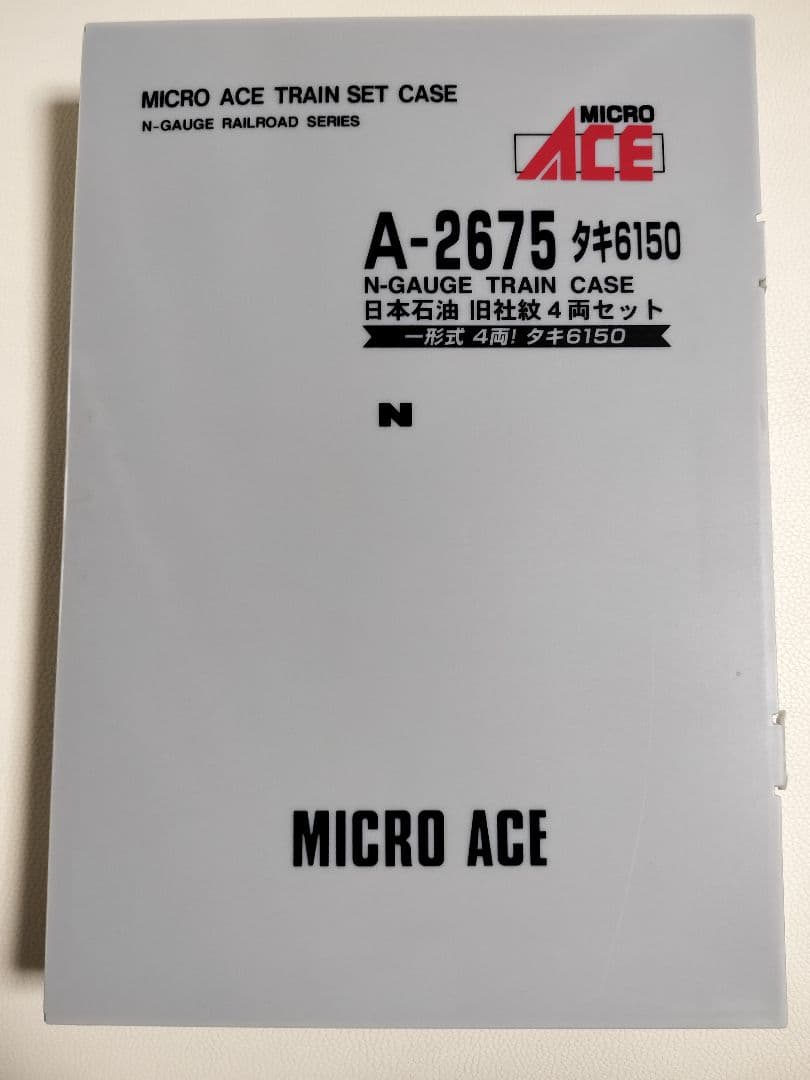 MICRO ACE TRAIN SET CASE
N-GAUGE RAILROAD SERIES
MICRO
ACE
A-2675 タキ6150
N-GAUGE TRAIN CASE
日本石油 旧社紋4両セット
一形式 4両! タキ6150
N
MICRO ACE